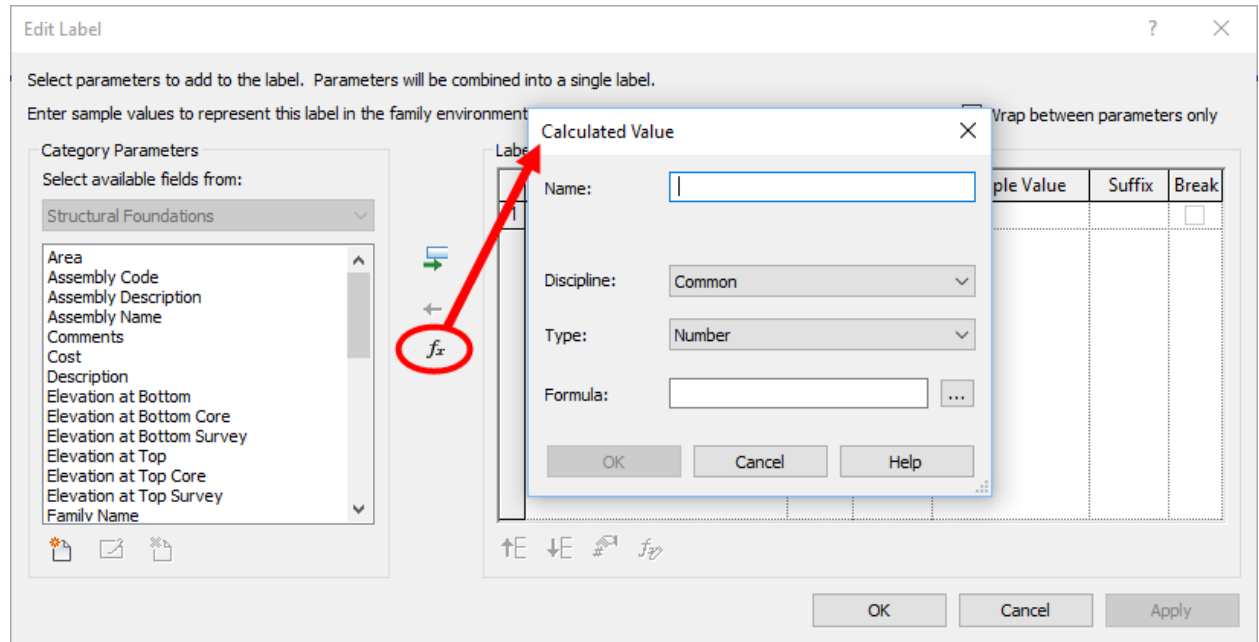 Edit Label
?
Select parameters to add to the label. Parameters will be combined into a single label.
Enter sample values to represent this label in the family environment
Wrap between parameters only
Category Parameters
Select available fields from:
Structural Foundations
Area
Assembly Code
Assembly Description
Assembly Name
Comments
Cost
Description
Elevation at Bottom
Elevation at Bottom Core
Elevation at Bottom Survey
Elevation at Top
Elevation at Top Core
Elevation at Top Survey
Family Name
fx
Labe
ple Value
Suffix
Break
1
Calculated Value
Name:
Discipline:
Common
Type:
Number
Formula:
...
OK
Cancel
Help
OK
Cancel
Apply